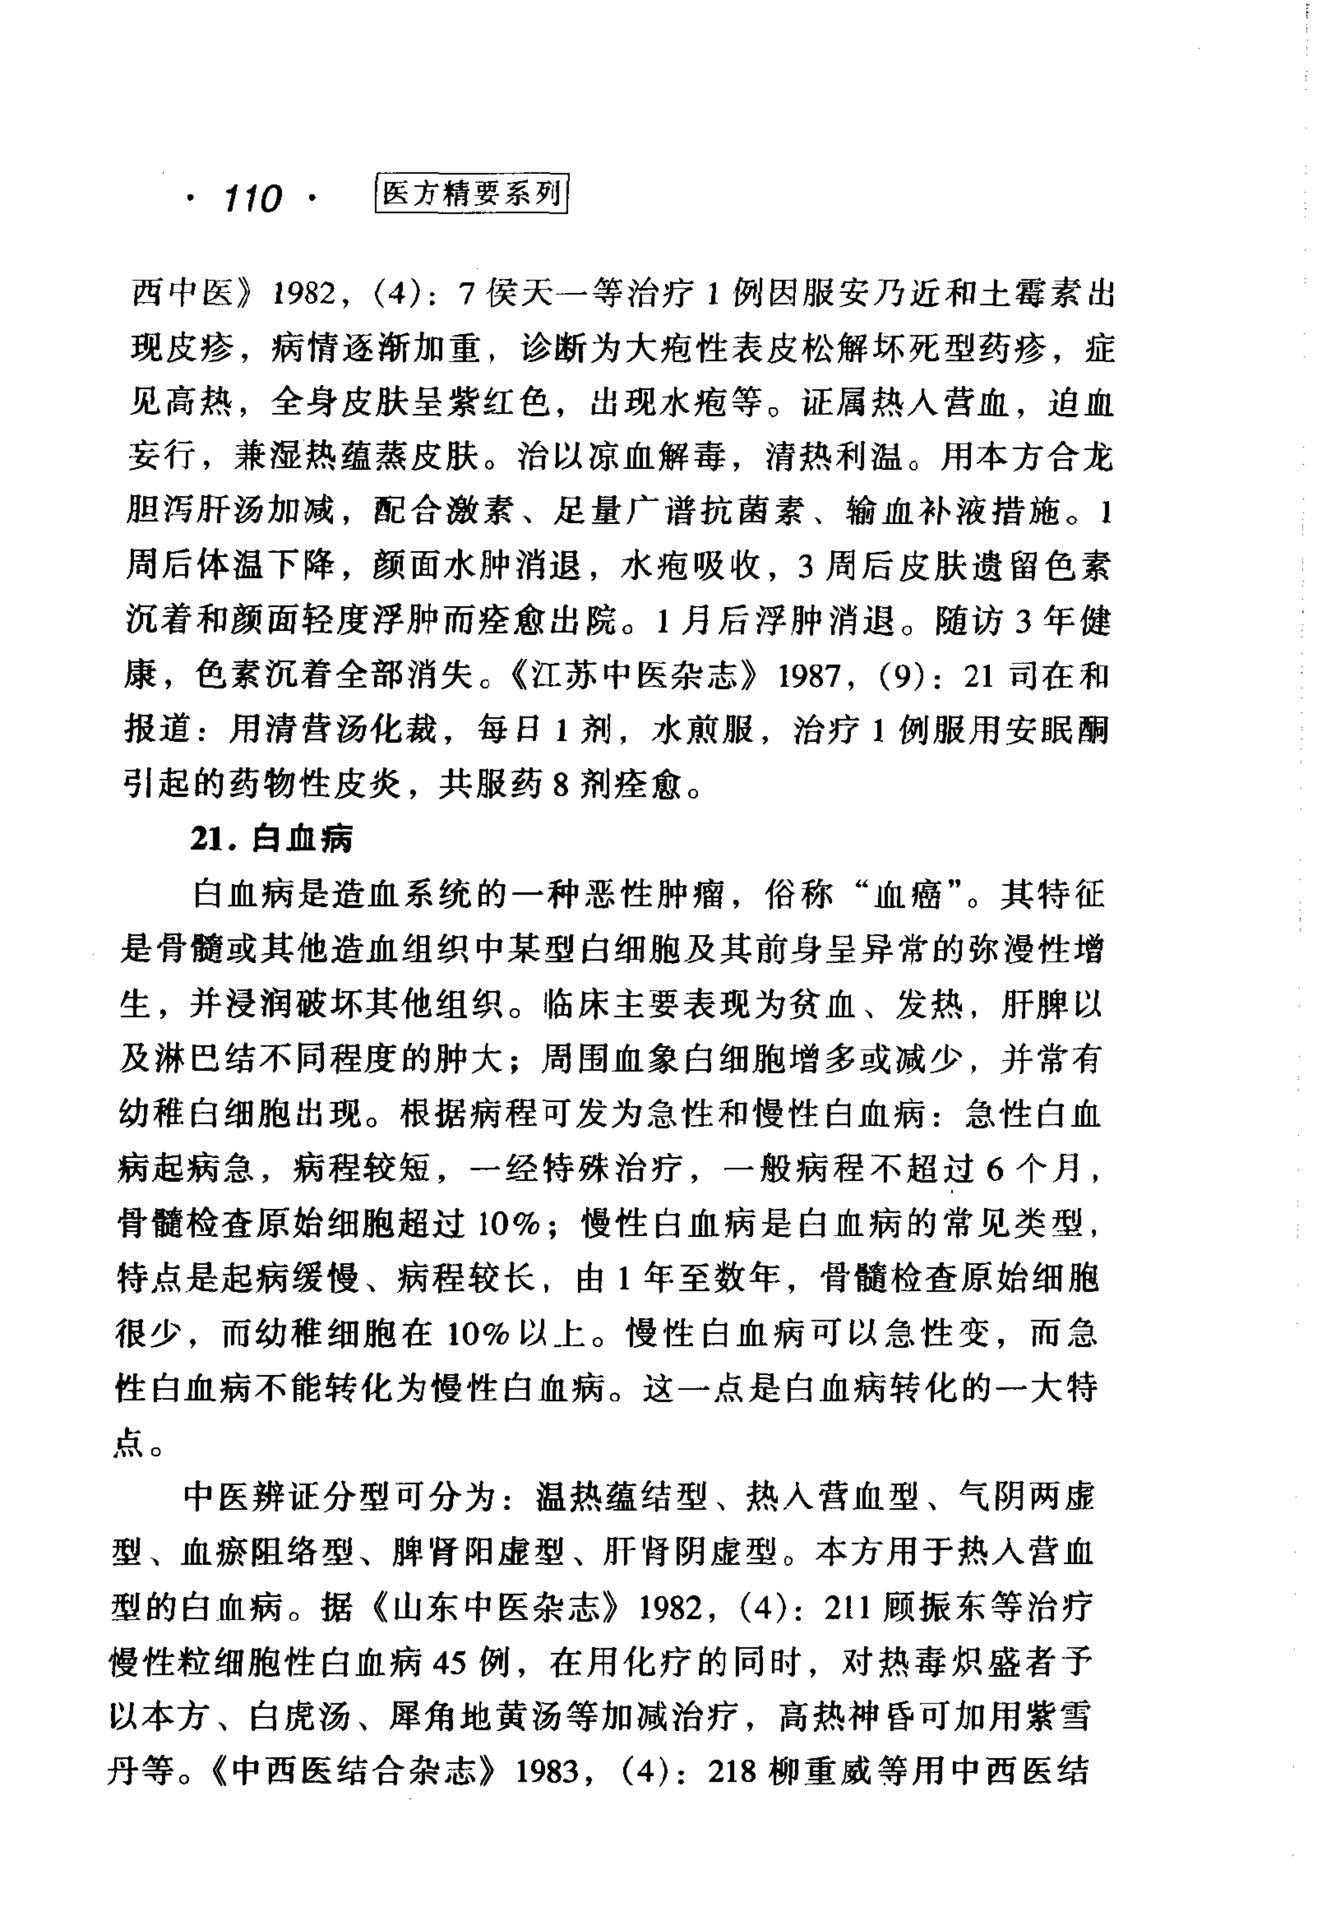 · 110 · 医方精要系列
西中医》1982，（4）：7 侯天一等治疗 1 例因服安乃近和土霉素出
现皮疹，病情逐渐加重，诊断为大疱性表皮松解坏死型药疹，症
见高热，全身皮肤呈紫红色，出现水疱等。证属热入营血，迫血
妄行，兼湿热蕴蒸皮肤。治以凉血解毒，清热利温。用本方合龙
胆泻肝汤加减，配合激素、足量广谱抗菌素、输血补液措施。1
周后体温下降，颜面水肿消退，水疱吸收，3 周后皮肤遗留色素
沉着和颜面轻度浮肿而痊愈出院。1 月后浮肿消退。随访 3 年健
康，色素沉着全部消失。《江苏中医杂志》1987，（9）：21 司在和
报道：用清营汤化裁，每日 1 剂，水煎服，治疗 1 例服用安眠酮
引起的药物性皮炎，共服药 8 剂痊愈。
21. 白血病
白血病是造血系统的一种恶性肿瘤，俗称“血癌”。其特征
是骨髓或其他造血组织中某型白细胞及其前身呈异常的弥漫性增
生，并浸润破坏其他组织。临床主要表现为贫血、发热，肝脾以
及淋巴结不同程度的肿大；周围血象白细胞增多或减少，并常有
幼稚白细胞出现。根据病程可发为急性和慢性白血病：急性白血
病起病急，病程较短，一经特殊治疗，一般病程不超过 6 个月，
骨髓检查原始细胞超过 10%；慢性白血病是白血病的常见类型，
特点是起病缓慢、病程较长，由 1 年至数年，骨髓检查原始细胞
很少，而幼稚细胞在 10%以上。慢性白血病可以急性变，而急
性白血病不能转化为慢性白血病。这一点是白血病转化的一大特
点。
中医辨证分型可分为：温热蕴结型、热入营血型、气阴两虚
型、血瘀阻络型、脾肾阳虚型、肝肾阴虚型。本方用于热入营血
型的白血病。据《山东中医杂志》1982，（4）：211 顾振东等治疗
慢性粒细胞性白血病 45 例，在用化疗的同时，对热毒炽盛者予
以本方、白虎汤、犀角地黄汤等加减治疗，高热神昏可加用紫雪
丹等。《中西医结合杂志》1983，（4）：218 柳重威等用中西医结